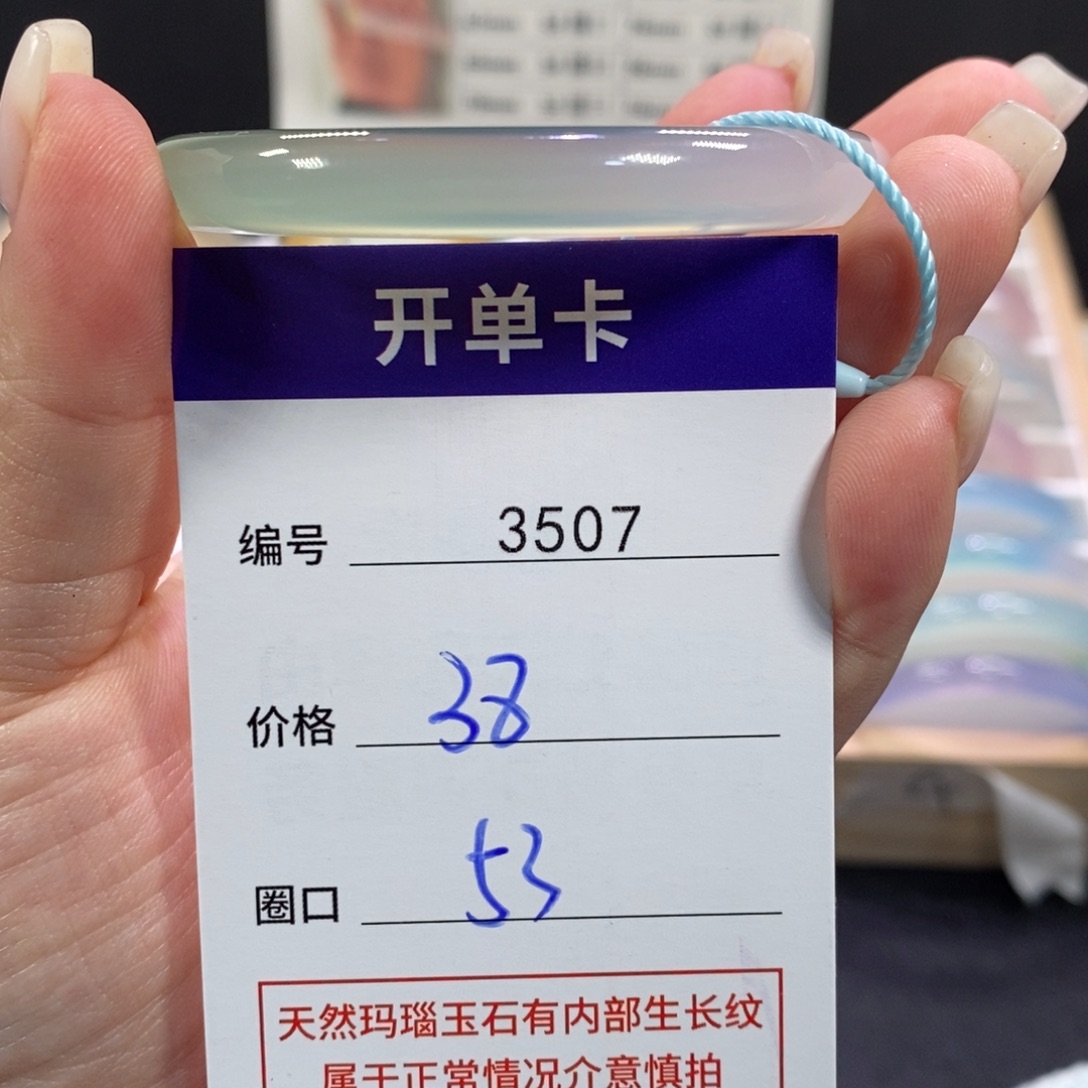 开单卡
编号 3507
价格 38
圈口 53
天然玛瑙玉石有内部生长纹
属于正常情况介意慎拍